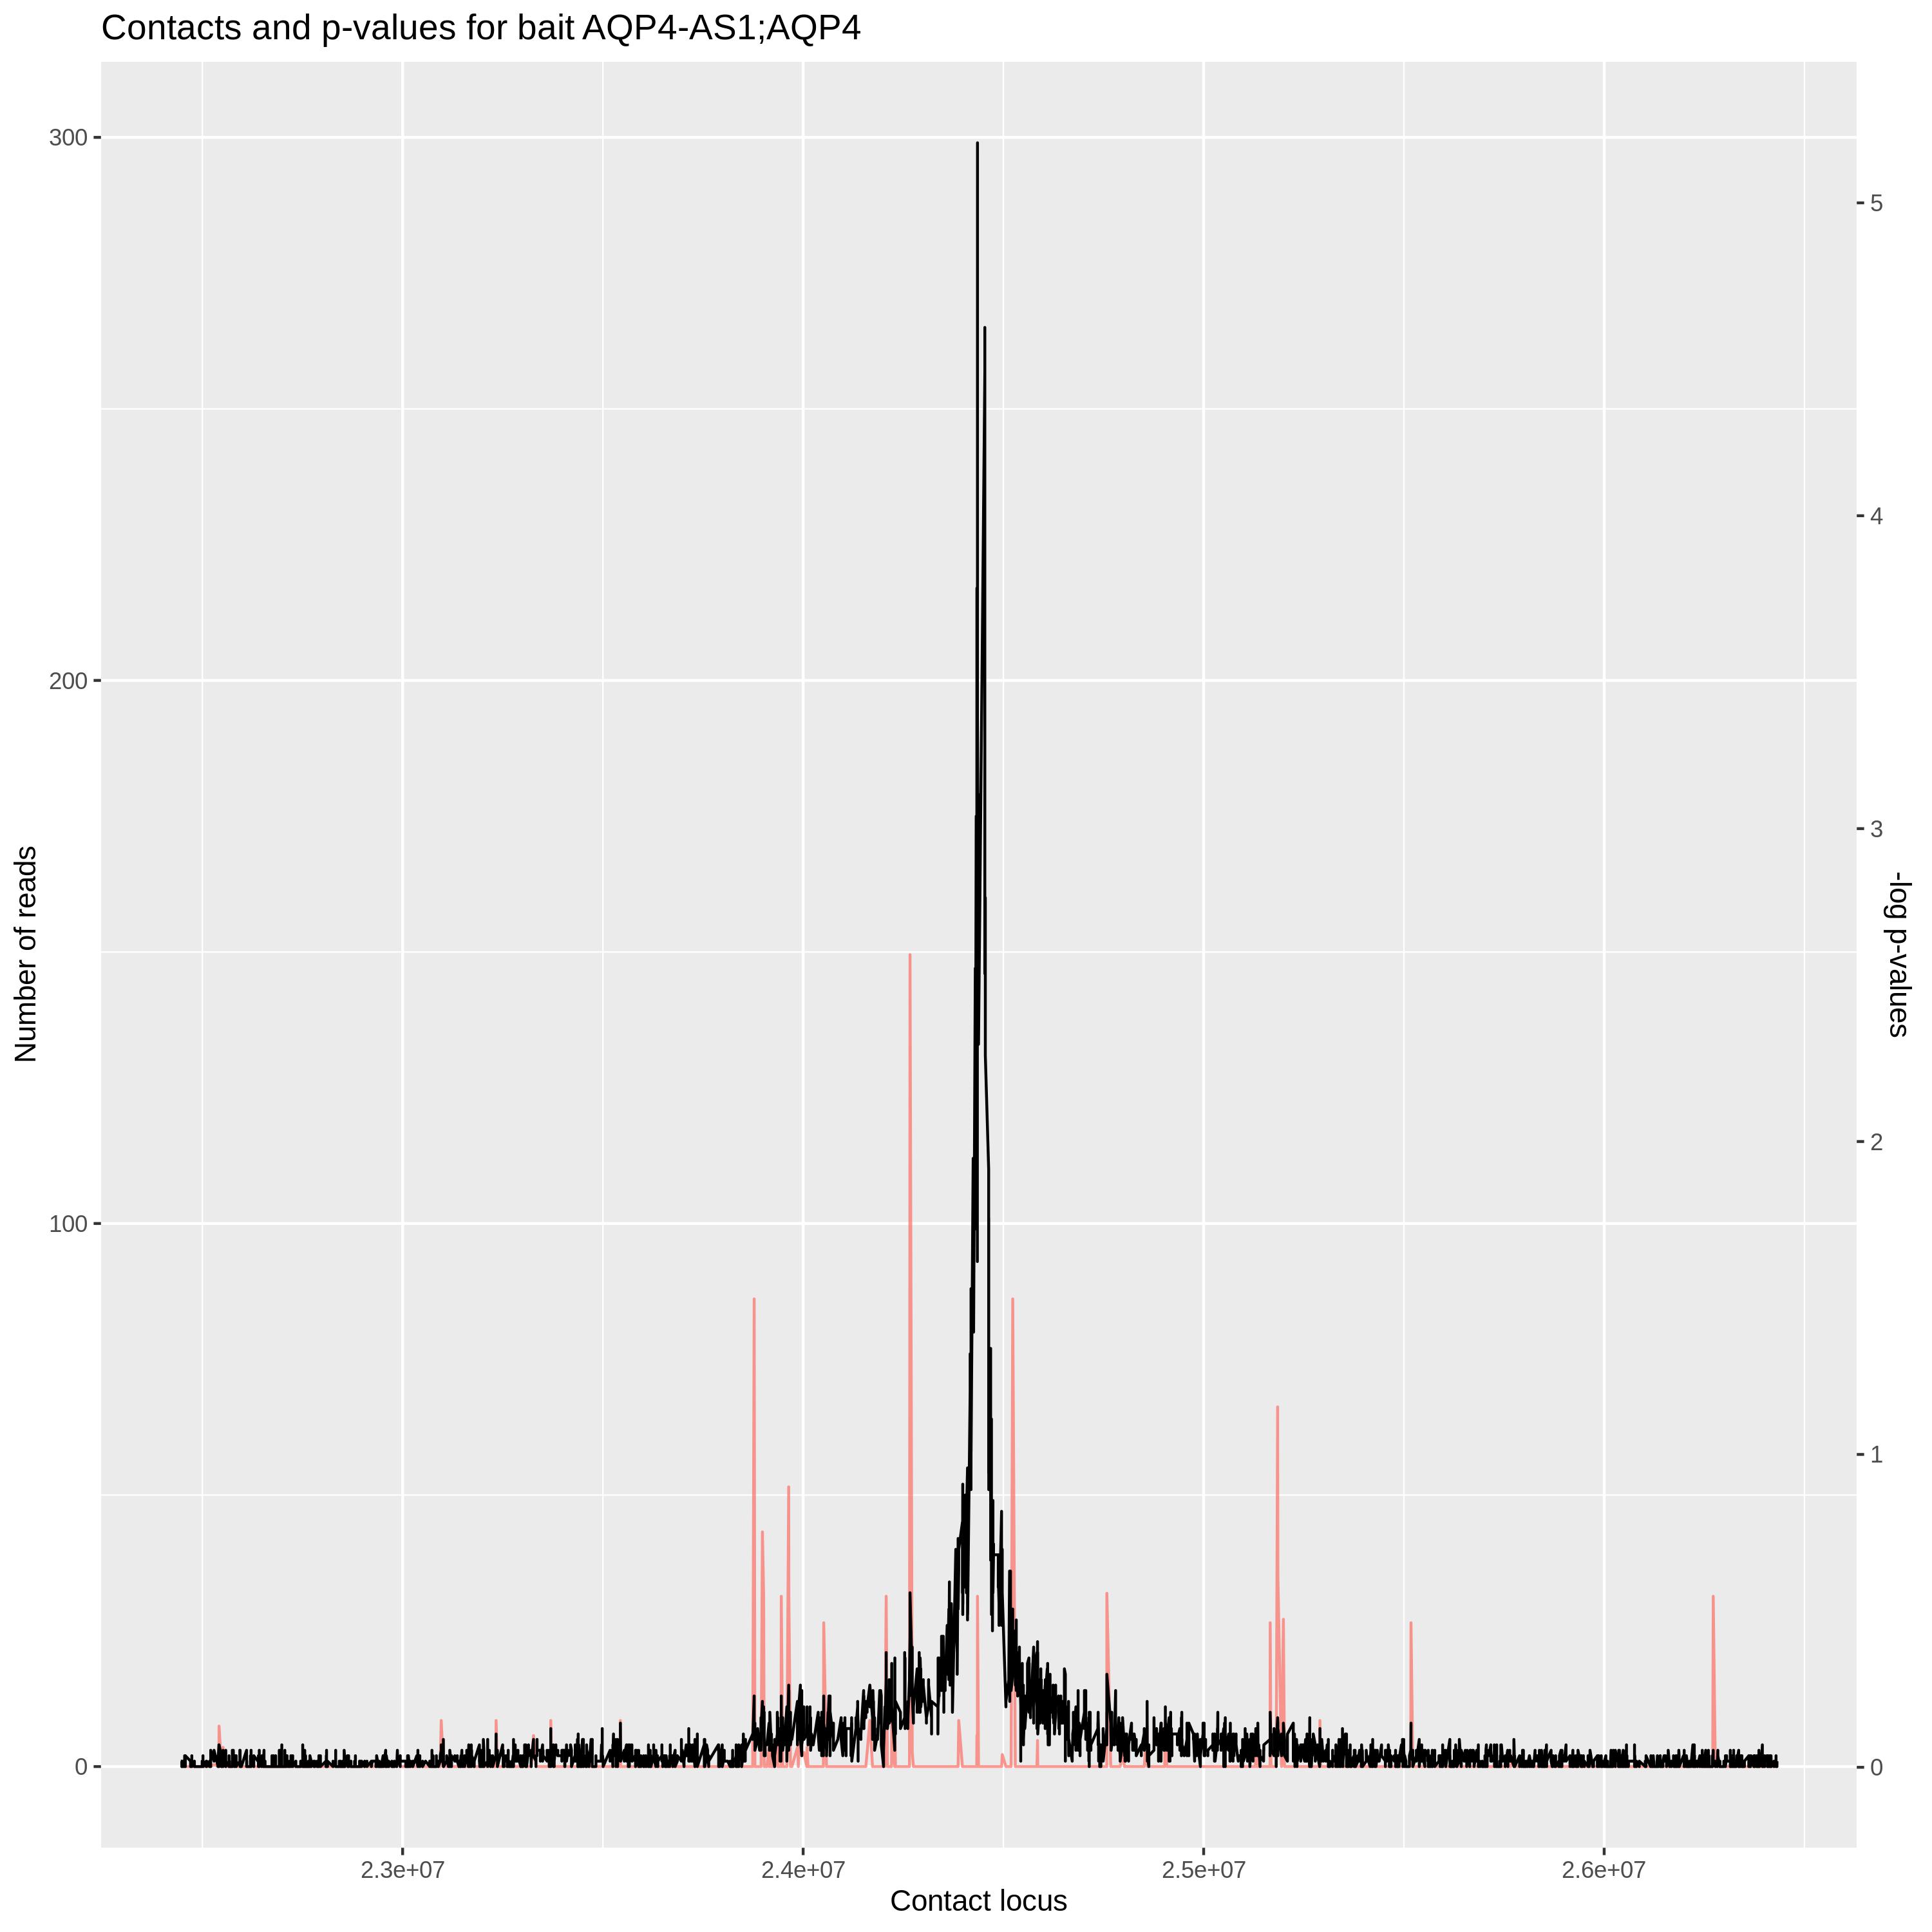 Contacts and p-values for bait AQP4-AS1;AQP4
300
200
100
0
Number of reads
5
4
3
2
1
0
-log p-values
2.3e+07 2.4e+07 2.5e+07 2.6e+07
Contact locus